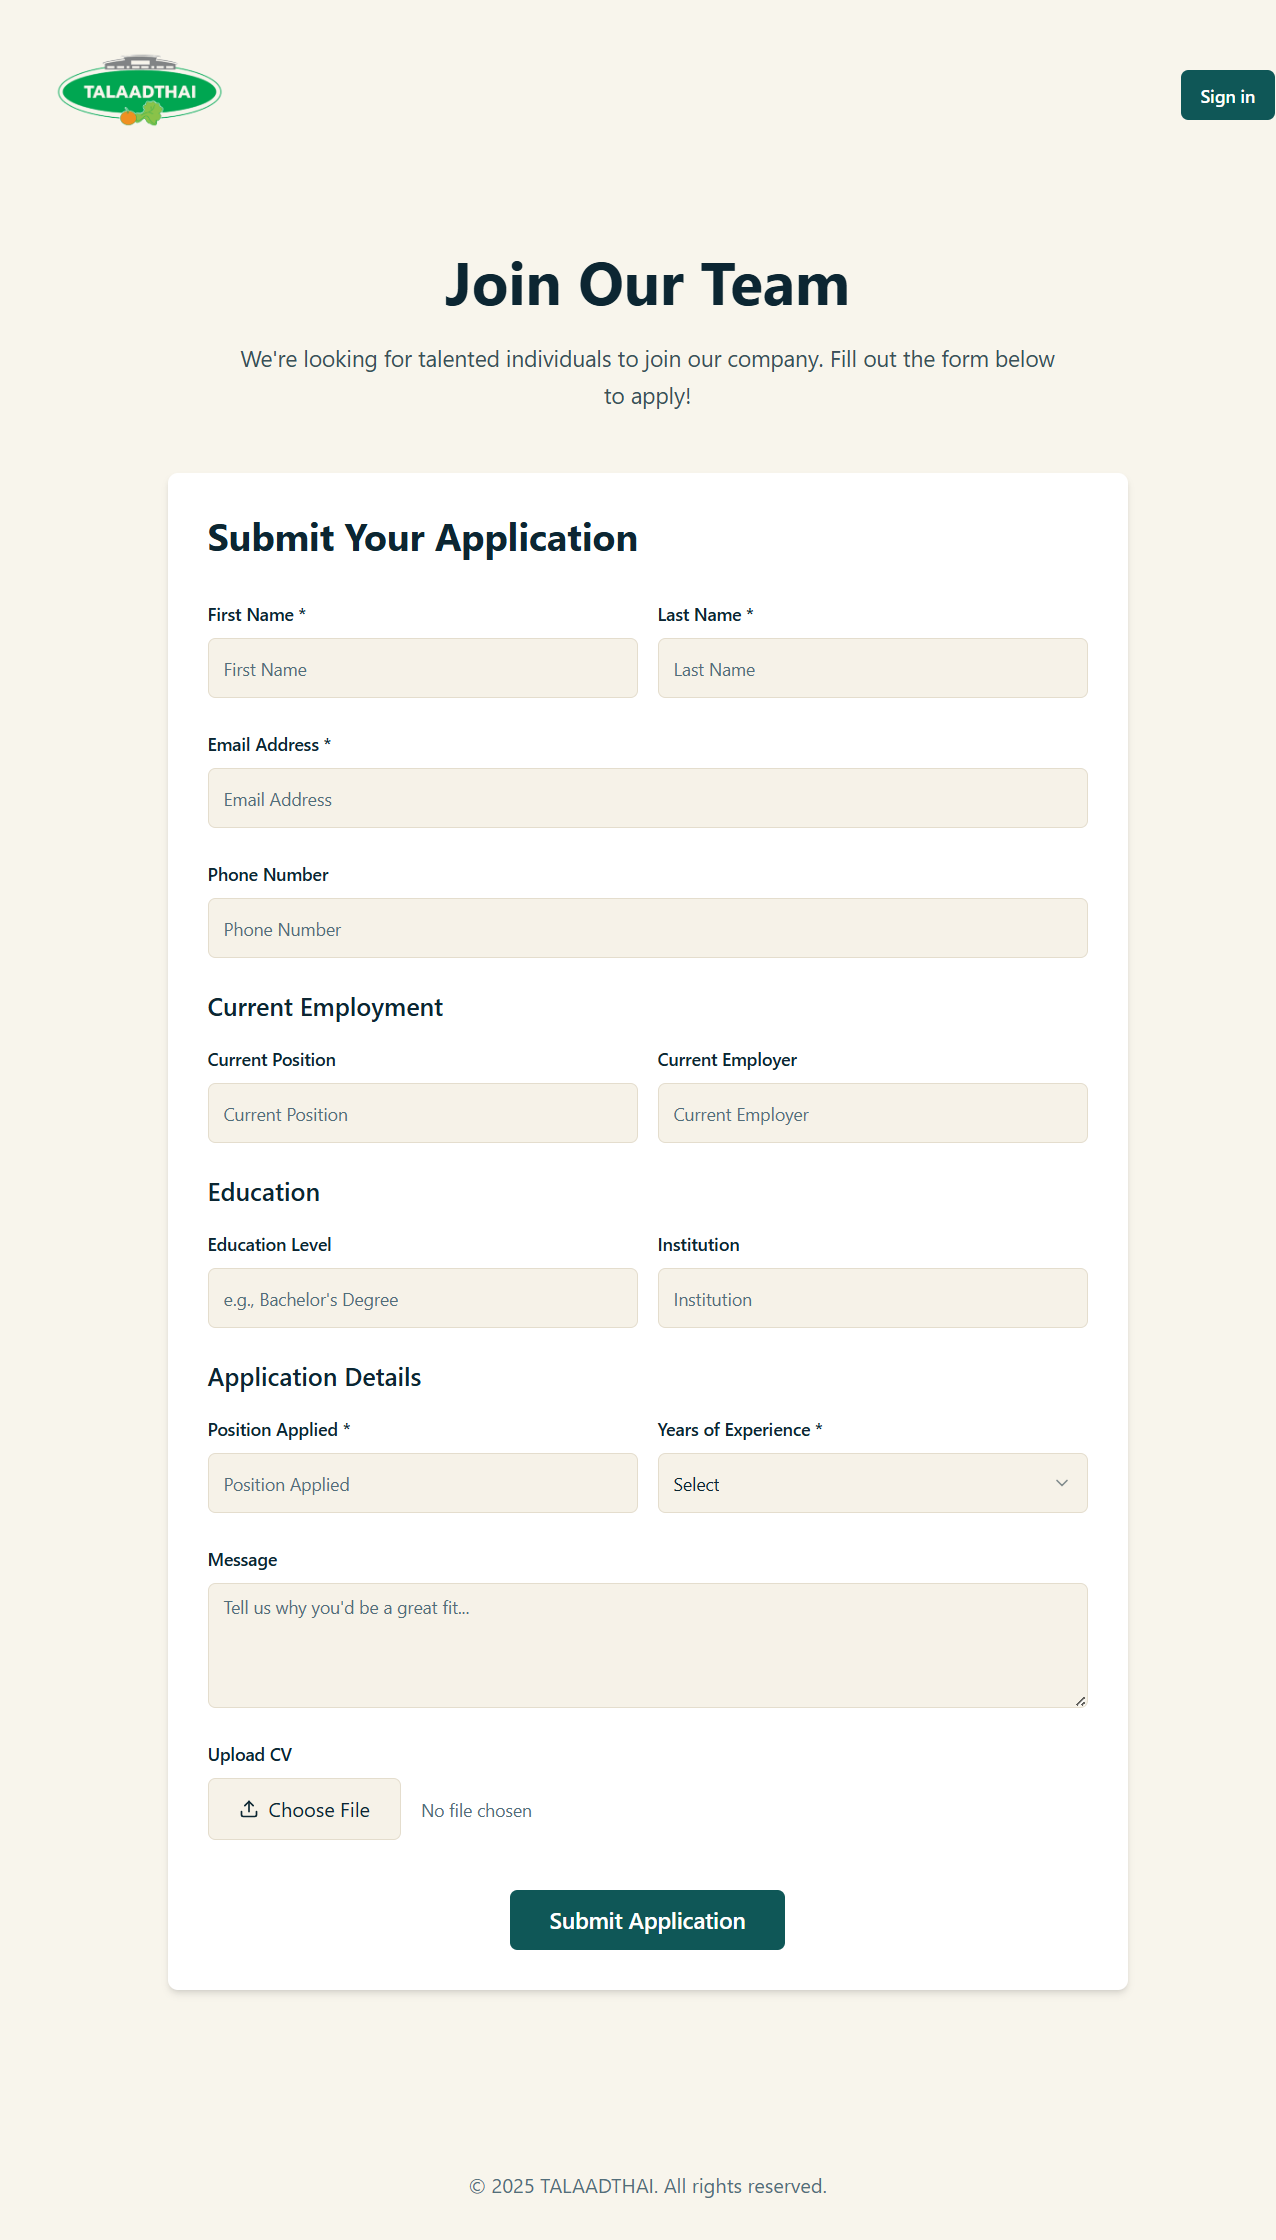 TALAADTHAI
Sign in
Join Our Team
We're looking for talented individuals to join our company. Fill out the form below
to apply!
Submit Your Application
First Name *
Last Name *
First Name
Last Name
Email Address *
Email Address
Phone Number
Phone Number
Current Employment
Current Position
Current Employer
Current Position
Current Employer
Education
Education Level
Institution
e.g., Bachelor's Degree
Institution
Application Details
Position Applied *
Years of Experience *
Position Applied
Select
Message
Tell us why you'd be a great fit...
Upload CV
Choose File
No file chosen
Submit Application
© 2025 TALAADTHAI. All rights reserved.